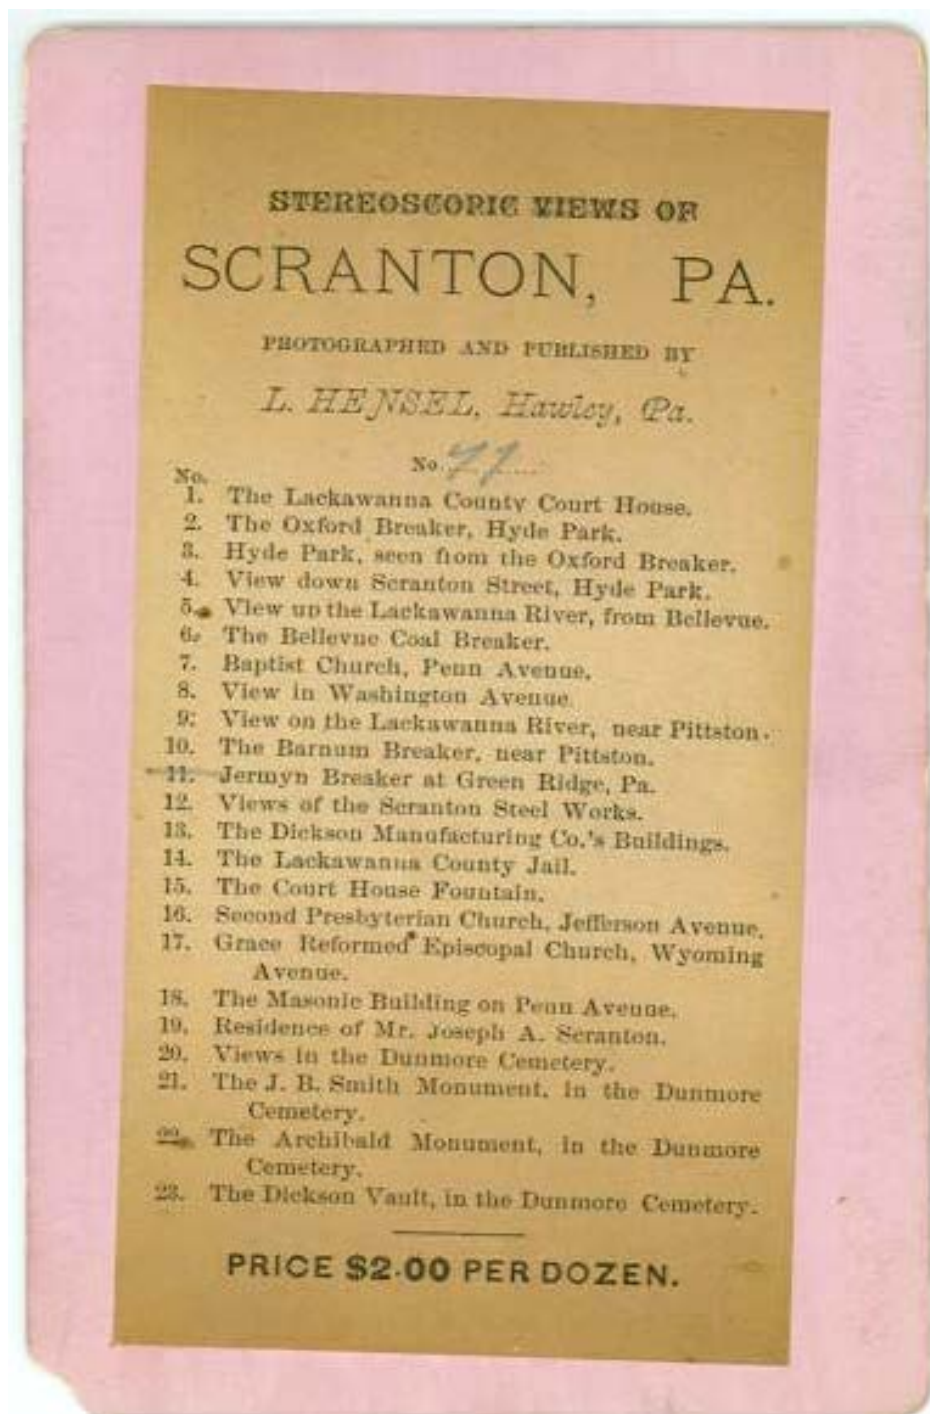 STEREOSCOPIC VIEWS OF
SCRANTON, PA.
PHOTOGRAPHED AND PUBLISHED BY
L. HENSEL, Hawley, Pa.
No. 77
No.
1. The Lackawanna County Court House.
2. The Oxford Breaker, Hyde Park.
3. Hyde Park, seen from the Oxford Breaker.
4. View down Scranton Street, Hyde Park.
5. View up the Lackawanna River, from Bellevue.
6. The Bellevue Coal Breaker.
7. Baptist Church, Penn Avenue.
8. View in Washington Avenue.
9. View on the Lackawanna River, near Pittston.
10. The Barnum Breaker, near Pittston.
11. Jermyn Breaker at Green Ridge, Pa.
12. Views of the Scranton Steel Works.
13. The Dickson Manufacturing Co.'s Buildings.
14. The Lackawanna County Jail.
15. The Court House Fountain.
16. Second Presbyterian Church, Jefferson Avenue.
17. Grace Reformed Episcopal Church, Wyoming
Avenue.
18. The Masonic Building on Penn Avenue.
19. Residence of Mr. Joseph A. Scranton.
20. Views in the Dunmore Cemetery.
21. The J. B. Smith Monument, in the Dunmore
Cemetery.
22. The Archibald Monument, in the Dunmore
Cemetery.
23. The Dickson Vault, in the Dunmore Cemetery.
PRICE $2.00 PER DOZEN.